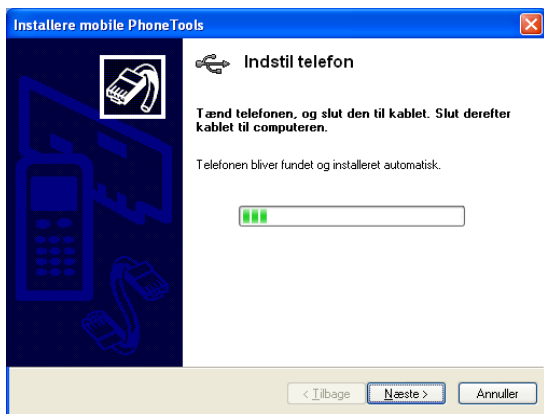 Installere mobile PhoneTools
Indstil telefon
Tænd telefonen, og slut den til kablet. Slut derefter
kablet til computeren.
Telefonen bliver fundet og installeret automatisk.
< Tilbage
Næste >
Annuller